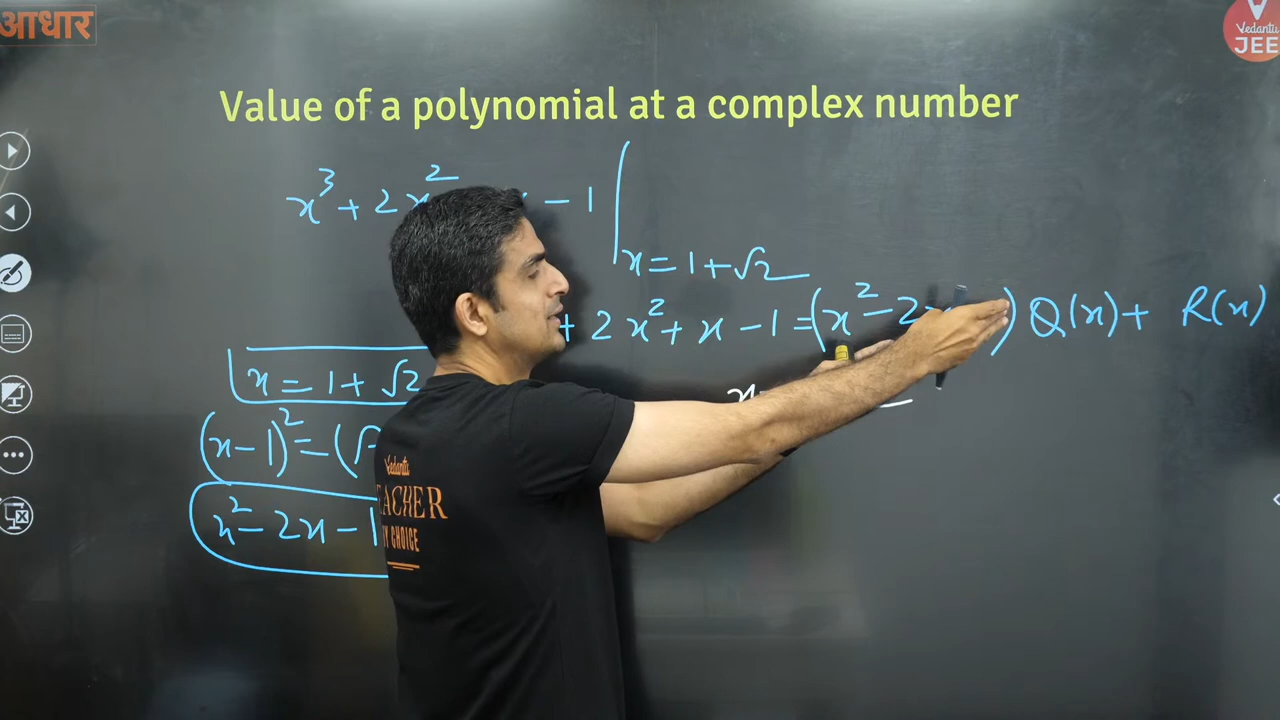 आधार
Vedantu
JEE
Value of a polynomial at a complex number
x³ + 2x² - 1
x = 1 + √2
+ 2x² + x - 1 = (x² - 2 ) Q(x) + R(x)
x = 1 + √2
(x - 1)² = (√
x² - 2x - 1
Vedantu
EACHER
Y CHOICE